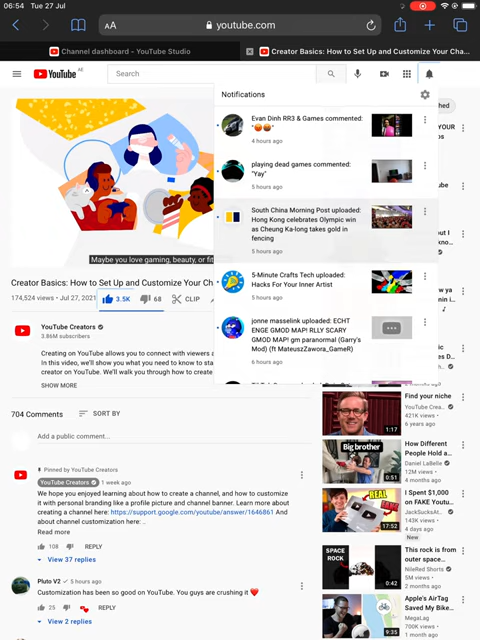 06:54 Tue 27 Jul
AA
youtube.com
Channel dashboard - YouTube Studio
Creator Basics: How to Set Up and Customize Your Cha...
YouTube AE
Search
Notifications
Evan Dinh RR3 & Games commented:
4 hours ago
playing dead games commented:
"Yay"
5 hours ago
South China Morning Post uploaded:
Hong Kong celebrates Olympic win
as Cheung Ka-long takes gold in
fencing
5 hours ago
5-Minute Crafts Tech uploaded:
Hacks For Your Inner Artist
5 hours ago
jonne masselink uploaded: ECHT
ENGE GMOD MAP! RLLY SCARY
GMOD MAP! gm paranormal (Garry's
Mod) (ft MateuszZawora_GameR)
6 hours ago
Maybe you love gaming, beauty, or fit
Creator Basics: How to Set Up and Customize Your Ch
174,524 views • Jul 27, 2021
3.5K
68
CLIP
YouTube Creators
3.86M subscribers
Creating on YouTube allows you to connect with viewers a
In this video, we'll show you what you need to know to sta
creator on YouTube. We'll walk you through how to create
SHOW MORE
704 Comments
SORT BY
Add a public comment...
Pinned by YouTube Creators
YouTube Creators
1 week ago
We hope you enjoyed learning about how to create a channel, and how to customize
it with personal branding like a profile picture and channel banner. Learn more about
creating a channel here: https://support.google.com/youtube/answer/1646861 And
about channel customization here: ..
Read more
108
REPLY
View 37 replies
Pluto V2
5 hours ago
Customization has been so good on YouTube. You guys are crushing it ❤️
25
REPLY
View 2 replies
Find your niche
YouTube Crea...
421K views •
6 years ago
1:17
Big brother
How Different
People Hold a...
Daniel LaBelle
12M views •
4 months ago
0:51
REAL
I Spent $1,000
on FAKE Youtu...
JackSucksAt...
143K views •
4 days ago
New
17:52
SPACE
ROCK
This rock is from
outer space...
NileRed Shorts
5M views •
2 months ago
0:42
Apple's AirTag
Saved My Bike...
MegaLag
700K views •
1 month ago
9:35